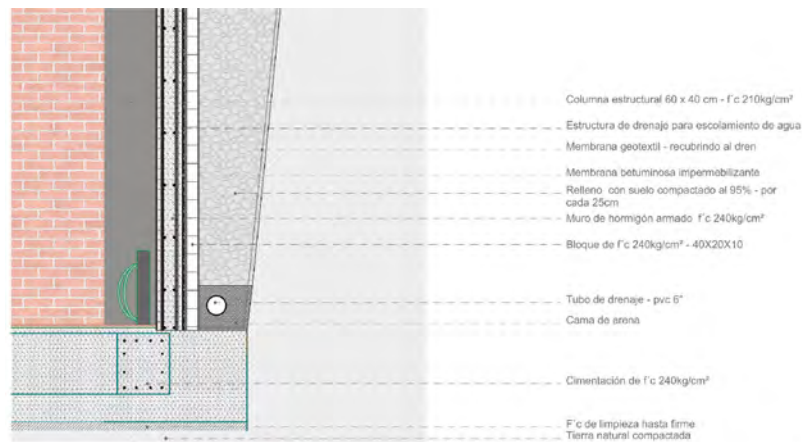 Columna estructural 60 x 40 cm - f´c 210kg/cm²
Estructura de drenaje para escolamiento de agua
Membrana geotextil - recubrindo al dren
Membrana betuminosa impermobilizante
Relleno con suelo compactado al 95% - por
cada 25cm
Muro de hormigón armado f´c 240kg/cm²
Bloque de f´c 240kg/cm² - 40X20X10
Tubo de drenaje - pvc 6"
Cama de arena
Cimentación de f´c 240kg/cm²
F´c de limpieza hasta firme
Tierra natural compactada